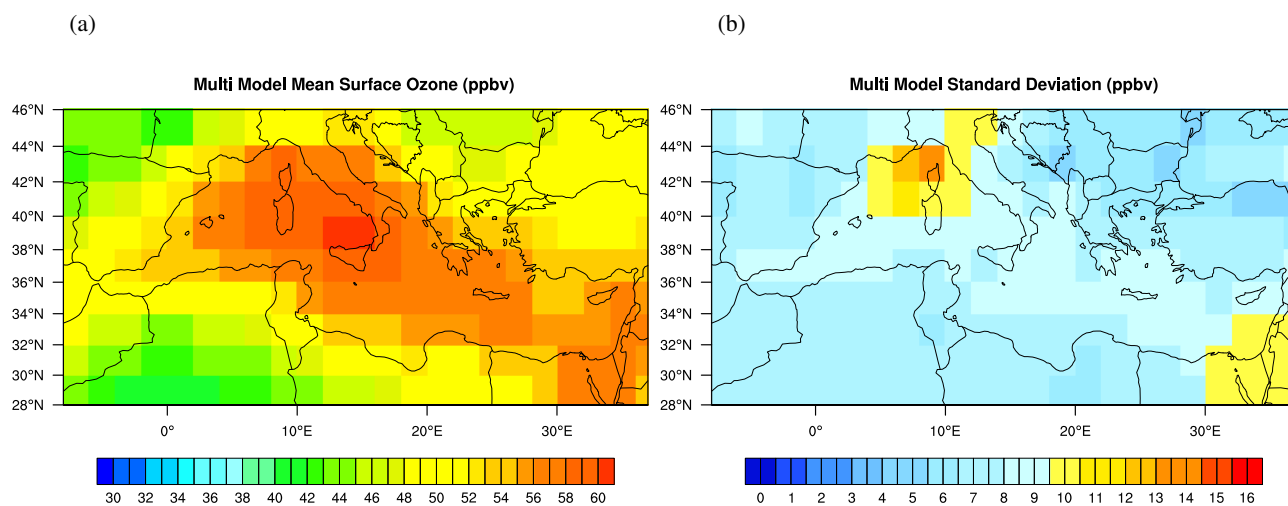 (a)
(b)
Multi Model Mean Surface Ozone (ppbv)
46°N
44°N
42°N
40°N
38°N
36°N
34°N
32°N
30°N
28°N
0° 10°E 20°E 30°E
30 32 34 36 38 40 42 44 46 48 50 52 54 56 58 60
Multi Model Standard Deviation (ppbv)
46°N
44°N
42°N
40°N
38°N
36°N
34°N
32°N
30°N
28°N
0° 10°E 20°E 30°E
0 1 2 3 4 5 6 7 8 9 10 11 12 13 14 15 16